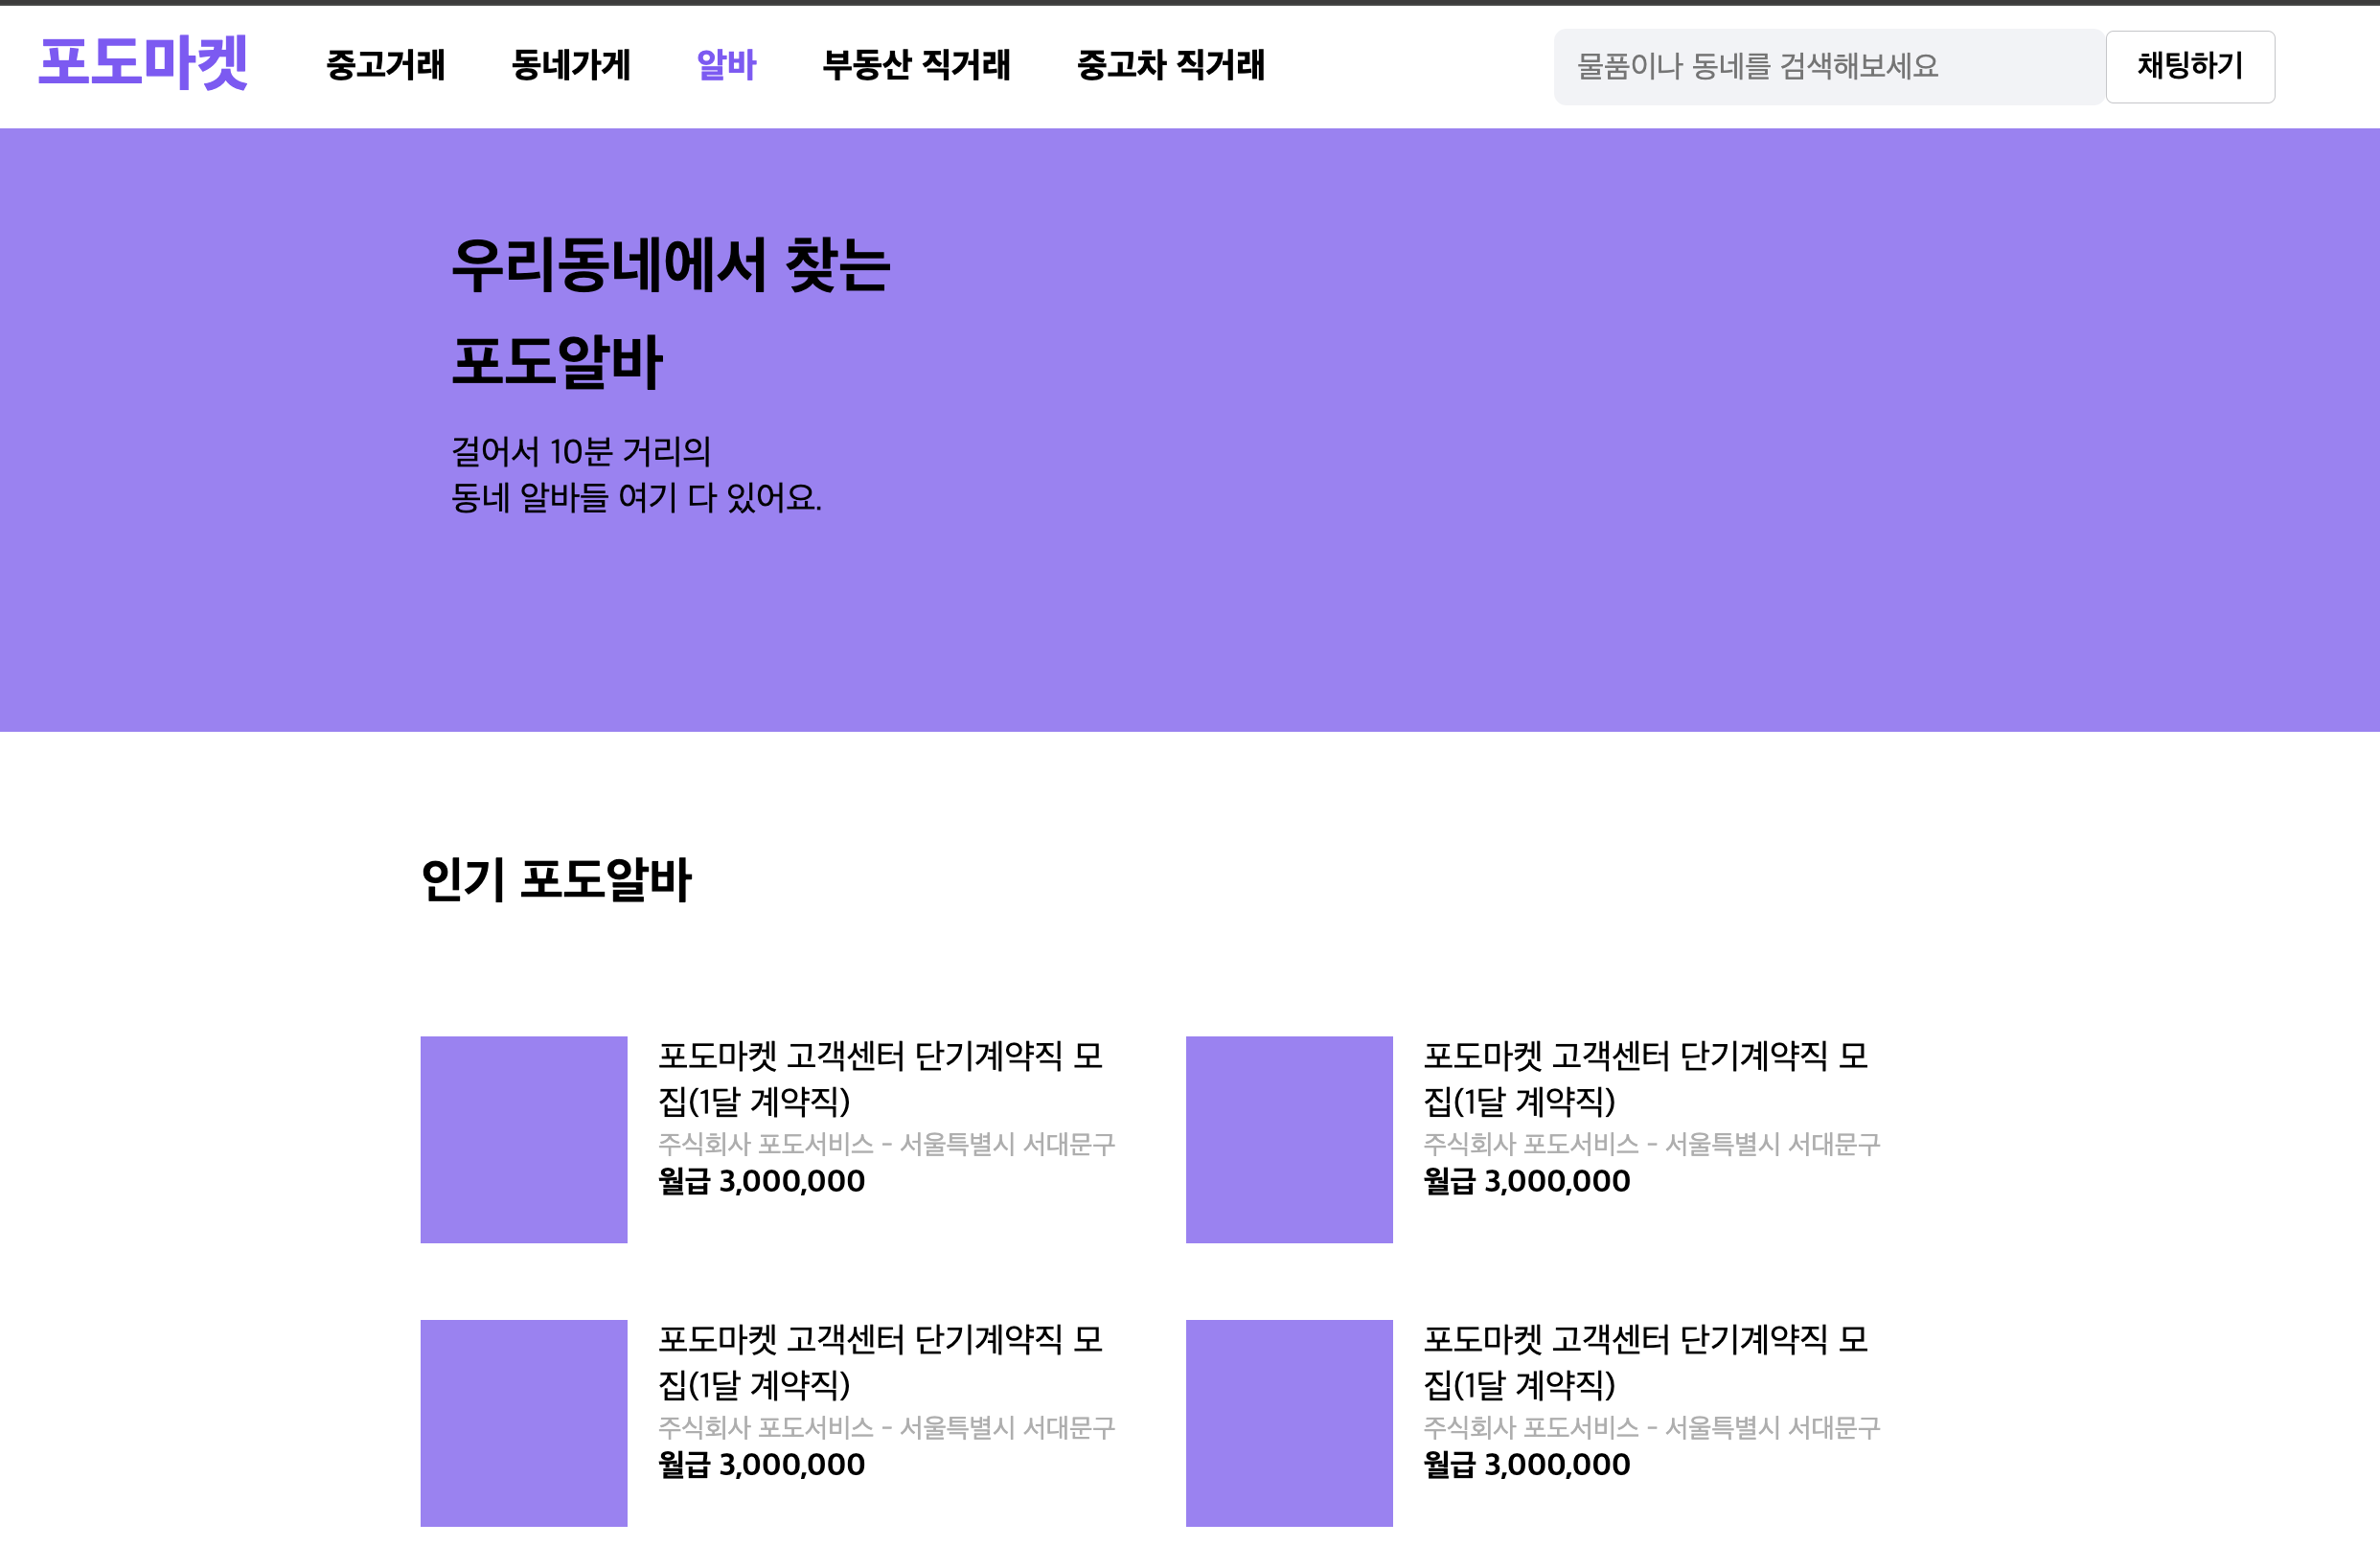 포도마켓
중고거래
동네가게
알바
부동산 직거래
중고차 직거래
물품이나 동네를 검색해보세요
채팅하기
우리동네에서 찾는
포도알바
걸어서 10분 거리의
동네 알바들 여기 다 있어요.
인기 포도알바
포도마켓 고객센터 단기계약직 모
집(1달 계약직)
주식회사 포도서비스 - 서울특별시 서대문구
월급 3,000,000
포도마켓 고객센터 단기계약직 모
집(1달 계약직)
주식회사 포도서비스 - 서울특별시 서대문구
월급 3,000,000
포도마켓 고객센터 단기계약직 모
집(1달 계약직)
주식회사 포도서비스 - 서울특별시 서대문구
월급 3,000,000
포도마켓 고객센터 단기계약직 모
집(1달 계약직)
주식회사 포도서비스 - 서울특별시 서대문구
월급 3,000,000